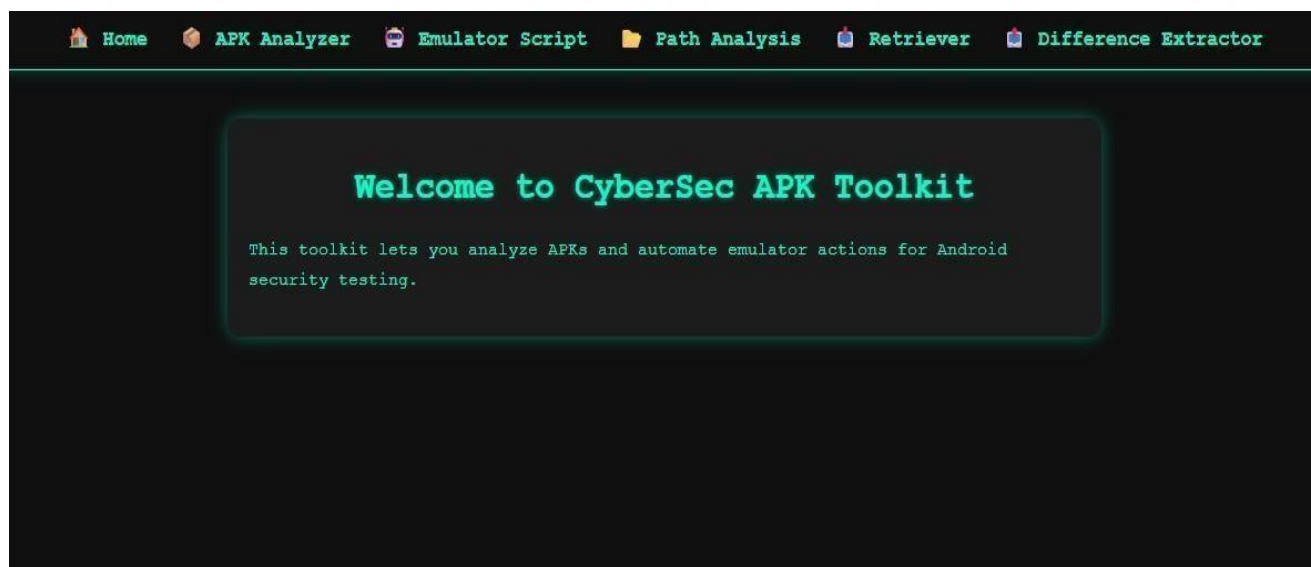 Home APK Analyzer Emulator Script Path Analysis Retriever Difference Extractor
Welcome to CyberSec APK Toolkit
This toolkit lets you analyze APKs and automate emulator actions for Android
security testing.